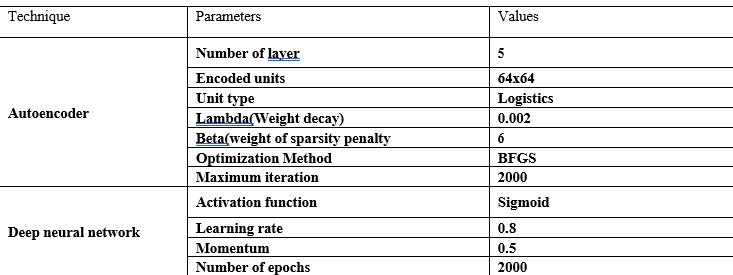 Technique Parameters Values
Number of layer 5
Encoded units 64x64
Unit type Logistics
Autoencoder
Lambda(Weight decay) 0.002
Beta(weight of sparsity penalty 6
Optimization Method BFGS
Maximum iteration 2000
Activation function Sigmoid
Deep neural network
Learning rate 0.8
Momentum 0.5
Number of epochs 2000